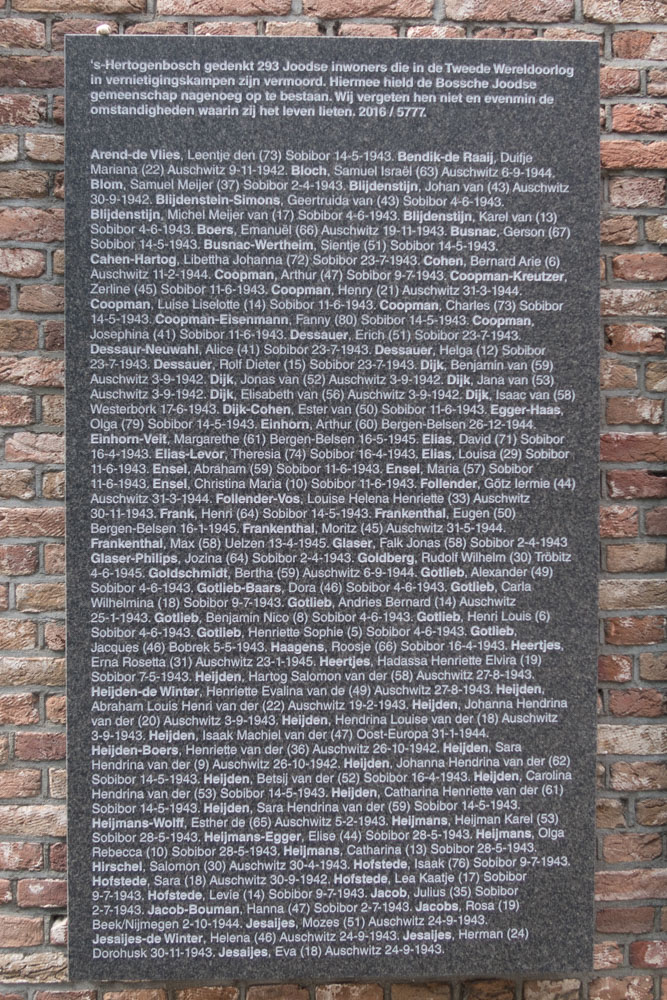 's-Hertogenbosch gedenkt 293 Joodse inwoners die in de Tweede Wereldoorlog
in vernietigingskampen zijn vermoord. Hiermee hield de Bossche Joodse
gemeenschap nagenoeg op te bestaan. Wij vergeten hen niet en evenmin de
omstandigheden waarin zij het leven lieten. 2016 / 5777.
Arend-de Vlies, Leentje den (73) Sobibor 14-5-1943. Bendik-de Raaij, Duifje
Mariana (22) Auschwitz 9-11-1942. Bloch, Samuel Israël (63) Auschwitz 6-9-1944.
Blom, Samuel Meijer (37) Sobibor 2-4-1943. Blijdenstijn, Johan van (43) Auschwitz
30-9-1942. Blijdenstein-Simons, Geertruida van (43) Sobibor 4-6-1943.
Blijdenstijn, Michel Meijer van (17) Sobibor 4-6-1943. Blijdenstijn, Karel van (13)
Sobibor 4-6-1943. Boers, Emanuël (66) Auschwitz 19-11-1943. Busnac, Gerson (67)
Sobibor 14-5-1943. Busnac-Wertheim, Sientje (51) Sobibor 14-5-1943.
Cahen-Hartog, Libettha Johanna (72) Sobibor 23-7-1943. Cohen, Bernard Arie (6)
Auschwitz 11-2-1944. Coopman, Arthur (47) Sobibor 9-7-1943. Coopman-Kreutzer,
Zerline (45) Sobibor 11-6-1943. Coopman, Henry (21) Auschwitz 31-3-1944.
Coopman, Luise Liselotte (14) Sobibor 11-6-1943. Coopman, Charles (73) Sobibor
14-5-1943. Coopman-Eisenmann, Fanny (80) Sobibor 14-5-1943. Coopman,
Josephina (41) Sobibor 11-6-1943. Dessauer, Erich (51) Sobibor 23-7-1943.
Dessaur-Neuwahl, Alice (41) Sobibor 23-7-1943. Dessauer, Helga (12) Sobibor
23-7-1943. Dessauer, Rolf Dieter (15) Sobibor 23-7-1943. Dijk, Benjamin van (59)
Auschwitz 3-9-1942. Dijk, Jonas van (52) Auschwitz 3-9-1942. Dijk, Jana van (53)
Auschwitz 3-9-1942. Dijk, Elisabeth van (56) Auschwitz 3-9-1942. Dijk, Isaac van (58)
Westerbork 17-6-1943. Dijk-Cohen, Ester van (50) Sobibor 11-6-1943. Egger-Haas,
Olga (79) Sobibor 14-5-1943. Einhorn, Arthur (60) Bergen-Belsen 26-12-1944.
Einhorn-Veit, Margarethe (61) Bergen-Belsen 16-5-1945. Elias, David (71) Sobibor
16-4-1943. Elias-Levor, Theresia (74) Sobibor 16-4-1943. Elias, Louisa (29) Sobibor
11-6-1943. Ensel, Abraham (59) Sobibor 11-6-1943. Ensel, Maria (57) Sobibor
11-6-1943. Ensel, Christina Maria (10) Sobibor 11-6-1943. Follender, Götz Iermie (44)
Auschwitz 31-3-1944. Follender-Vos, Louise Helena Henriette (33) Auschwitz
30-11-1943. Frank, Henri (64) Sobibor 14-5-1943. Frankenthal, Eugen (50)
Bergen-Belsen 16-1-1945. Frankenthal, Moritz (45) Auschwitz 31-5-1944.
Frankenthal, Max (58) Uelzen 13-4-1945. Glaser, Falk Jonas (58) Sobibor 2-4-1943
Glaser-Philips, Jozina (64) Sobibor 2-4-1943. Goldberg, Rudolf Wilhelm (30) Tröbitz
4-6-1945. Goldschmidt, Bertha (59) Auschwitz 6-9-1944. Gotlieb, Alexander (49)
Sobibor 4-6-1943. Gotlieb-Baars, Dora (46) Sobibor 4-6-1943. Gotlieb, Carla
Wilhelmina (18) Sobibor 9-7-1943. Gotlieb, Andries Bernard (14) Auschwitz
25-1-1943. Gotlieb, Benjamin Nico (8) Sobibor 4-6-1943. Gotlieb, Henri Louis (6)
Sobibor 4-6-1943. Gotlieb, Henriette Sophie (5) Sobibor 4-6-1943. Gotlieb,
Jacques (46) Bobrek 5-5-1943. Haagens, Roosje (66) Sobibor 16-4-1943. Heertjes,
Erna Rosetta (31) Auschwitz 23-1-1945. Heertjes, Hadassa Henriette Elvira (19)
Sobibor 7-5-1943. Heijden, Hartog Salomon van der (58) Auschwitz 27-8-1943.
Heijden-de Winter, Henriette Evalina van de (49) Auschwitz 27-8-1943. Heijden,
Abraham Louis Henri van der (22) Auschwitz 19-2-1943. Heijden, Johanna Hendrina
van der (20) Auschwitz 3-9-1943. Heijden, Hendrina Louise van der (18) Auschwitz
3-9-1943. Heijden, Isaak Machiel van der (47) Oost-Europa 31-1-1944.
Heijden-Boers, Henriette van der (36) Auschwitz 26-10-1942. Heijden, Sara
Hendrina van der (9) Auschwitz 26-10-1942. Heijden, Johanna Hendrina van der (62)
Sobibor 14-5-1943. Heijden, Betsij van der (52) Sobibor 16-4-1943. Heijden, Carolina
Hendrina van der (53) Sobibor 14-5-1943. Heijden, Catharina Henriette van der (61)
Sobibor 14-5-1943. Heijden, Sara Hendrina van der (59) Sobibor 14-5-1943.
Heijmans-Wolff, Esther de (65) Auschwitz 5-2-1943. Heijmans, Heijman Karel (53)
Sobibor 28-5-1943. Heijmans-Egger, Elise (44) Sobibor 28-5-1943. Heijmans, Olga
Rebecca (10) Sobibor 28-5-1943. Heijmans, Catharina (13) Sobibor 28-5-1943.
Hirschel, Salomon (30) Auschwitz 30-4-1943. Hofstede, Isaak (76) Sobibor 9-7-1943.
Hofstede, Sara (18) Auschwitz 30-9-1942. Hofstede, Lea Kaatje (17) Sobibor
9-7-1943. Hofstede, Levie (14) Sobibor 9-7-1943. Jacob, Julius (35) Sobibor
2-7-1943. Jacob-Bouman, Hanna (47) Sobibor 2-7-1943. Jacobs, Rosa (19)
Beek/Nijmegen 2-10-1944. Jesaijes, Mozes (51) Auschwitz 24-9-1943.
Jesaijes-de Winter, Helena (46) Auschwitz 24-9-1943. Jesaijes, Herman (24)
Dorohusk 30-11-1943. Jesaijes, Eva (18) Auschwitz 24-9-1943.